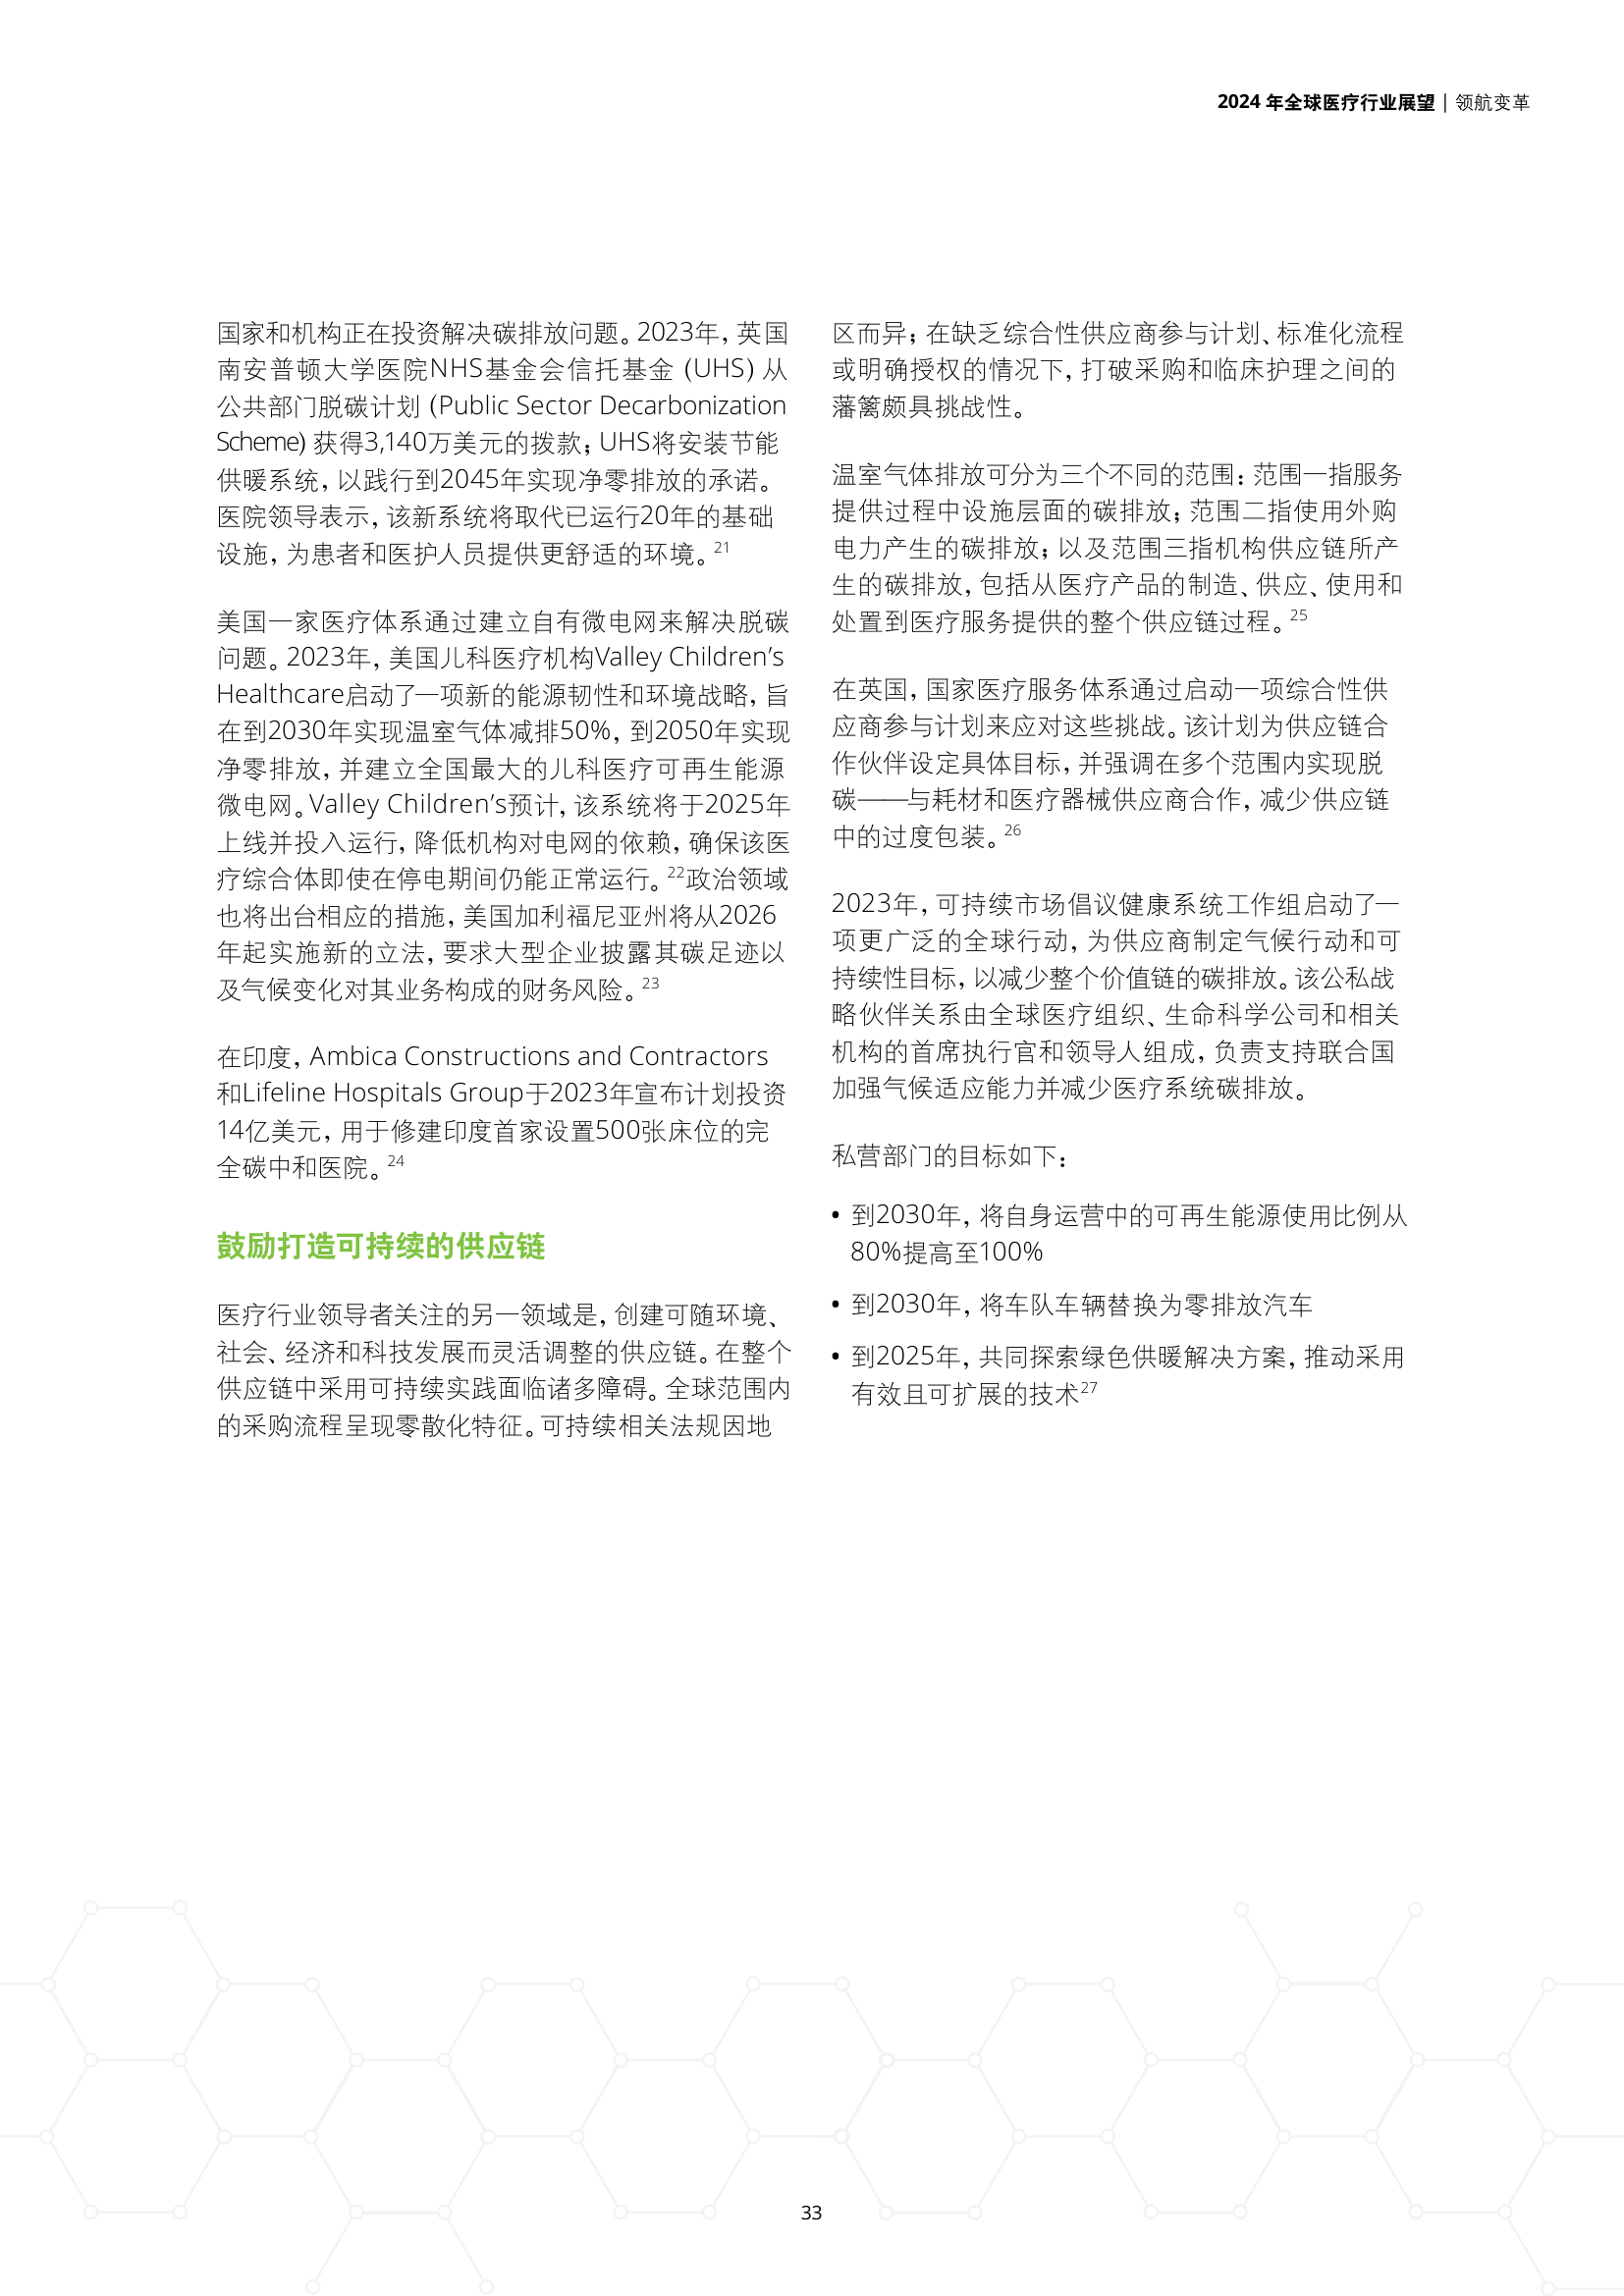 2024 年全球医疗行业展望 | 领航变革
国家和机构正在投资解决碳排放问题。2023年，英国
南安普顿大学医院NHS基金会信托基金 (UHS) 从
公共部门脱碳计划 (Public Sector Decarbonization
Scheme) 获得3,140万美元的拨款；UHS将安装节能
供暖系统，以践行到2045年实现净零排放的承诺。
医院领导表示，该新系统将取代已运行20年的基础
设施，为患者和医护人员提供更舒适的环境。21
美国一家医疗体系通过建立自有微电网来解决脱碳
问题。2023年，美国儿科医疗机构Valley Children’s
Healthcare启动了一项新的能源韧性和环境战略，旨
在到2030年实现温室气体减排50%，到2050年实现
净零排放，并建立全国最大的儿科医疗可再生能源
微电网。Valley Children’s预计，该系统将于2025年
上线并投入运行，降低机构对电网的依赖，确保该医
疗综合体即使在停电期间仍能正常运行。22政治领域
也将出台相应的措施，美国加利福尼亚州将从2026
年起实施新的立法，要求大型企业披露其碳足迹以
及气候变化对其业务构成的财务风险。23
在印度，Ambica Constructions and Contractors
和Lifeline Hospitals Group于2023年宣布计划投资
14亿美元，用于修建印度首家设置500张床位的完
全碳中和医院。24
鼓励打造可持续的供应链
医疗行业领导者关注的另一领域是，创建可随环境、
社会、经济和科技发展而灵活调整的供应链。在整个
供应链中采用可持续实践面临诸多障碍。全球范围内
的采购流程呈现零散化特征。可持续相关法规因地
区而异；在缺乏综合性供应商参与计划、标准化流程
或明确授权的情况下，打破采购和临床护理之间的
藩篱颇具挑战性。
温室气体排放可分为三个不同的范围：范围一指服务
提供过程中设施层面的碳排放；范围二指使用外购
电力产生的碳排放；以及范围三指机构供应链所产
生的碳排放，包括从医疗产品的制造、供应、使用和
处置到医疗服务提供的整个供应链过程。25
在英国，国家医疗服务体系通过启动一项综合性供
应商参与计划来应对这些挑战。该计划为供应链合
作伙伴设定具体目标，并强调在多个范围内实现脱
碳——与耗材和医疗器械供应商合作，减少供应链
中的过度包装。26
2023年，可持续市场倡议健康系统工作组启动了一
项更广泛的全球行动，为供应商制定气候行动和可
持续性目标，以减少整个价值链的碳排放。该公私战
略伙伴关系由全球医疗组织、生命科学公司和相关
机构的首席执行官和领导人组成，负责支持联合国
加强气候适应能力并减少医疗系统碳排放。
私营部门的目标如下：
• 到2030年，将自身运营中的可再生能源使用比例从
80%提高至100%
• 到2030年，将车队车辆替换为零排放汽车
• 到2025年，共同探索绿色供暖解决方案，推动采用
有效且可扩展的技术27
33